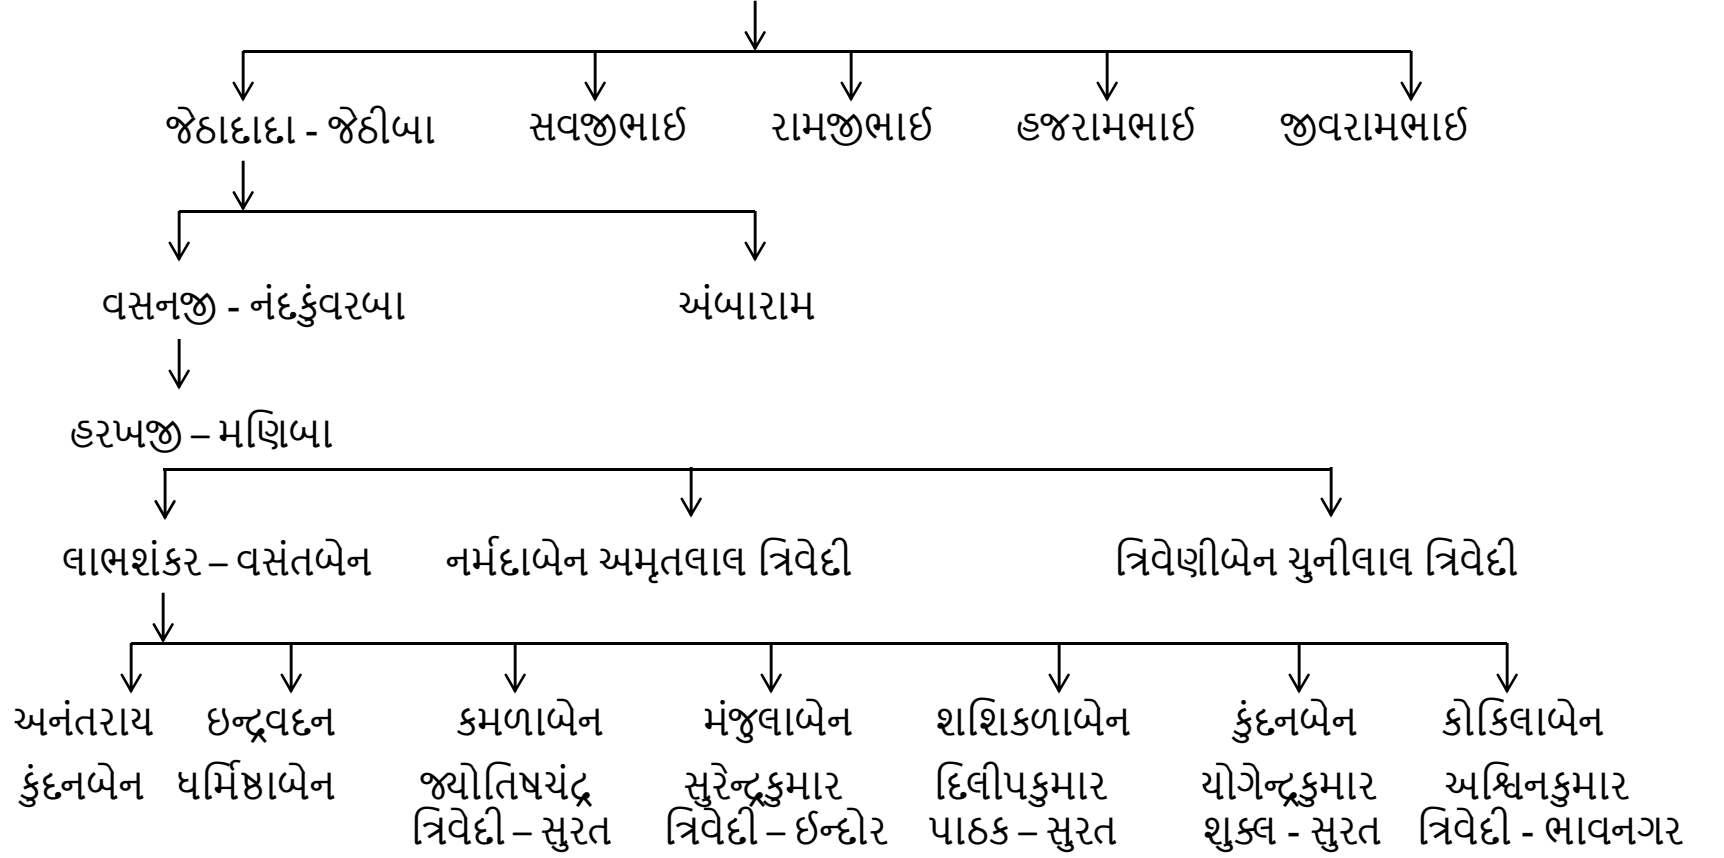 જેઠાદાદા - જેઠીબા સવજીભાઈ રામજીભાઈ હજરામભાઈ જીવરામભાઈ
વસનજી - નંદકુંવરબા અંબારામ
હરખજી – મણિબા
લાભશંકર – વસંતબેન નર્મદાબેન અમૃતલાલ ત્રિવેદી ત્રિવેણીબેન ચુનીલાલ ત્રિવેદી
અનંતરાય ઇન્દ્રવદન કમળાબેન મંજુલાબેન શશિકળાબેન કુંદનબેન કોકિલાબેન
કુંદનબેન ધર્મિષ્ઠાબેન જ્યોતિષચંદ્ર સુરેન્દ્રકુમાર દિલીપકુમાર યોગેન્દ્રકુમાર અશ્વિનકુમાર
ત્રિવેદી – સુરત ત્રિવેદી – ઈન્દોર પાઠક – સુરત શુક્લ - સુરત ત્રિવેદી - ભાવનગર